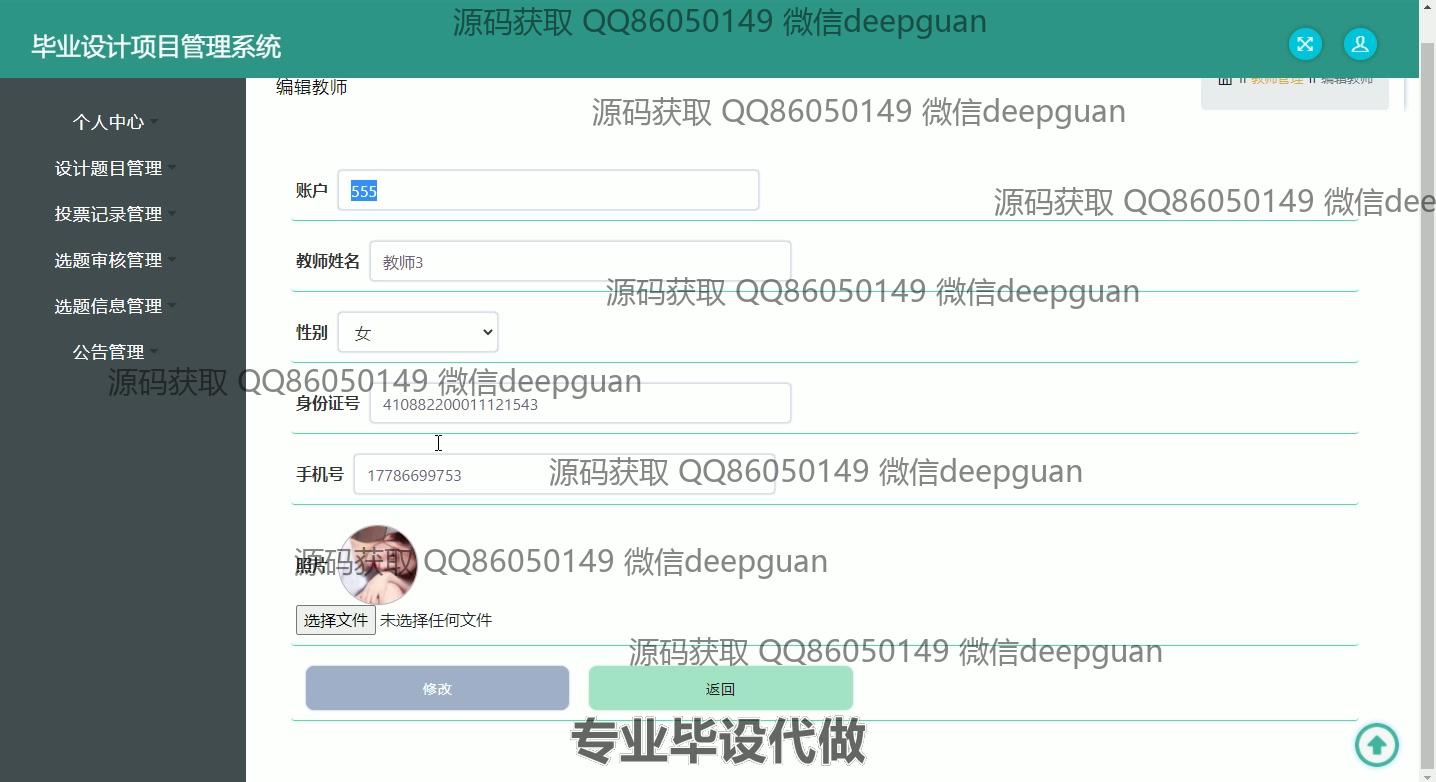 源码获取 QQ86050149 微信deepguan
毕业设计项目管理系统
编辑教师
教师管理 // 编辑教师
源码获取 QQ86050149 微信deepguan
个人中心
设计题目管理
投票记录管理
选题审核管理
选题信息管理
公告管理
账户 555
源码获取 QQ86050149 微信dee
教师姓名 教师3
源码获取 QQ86050149 微信deepguan
性别 女
源码获取 QQ86050149 微信deepguan
身份证号 410882200011121543
手机号 17786699753
源码获取 QQ86050149 微信deepguan
照片
源码获取 QQ86050149 微信deepguan
选择文件 未选择任何文件
源码获取 QQ86050149 微信deepguan
修改 返回
专业毕设代做